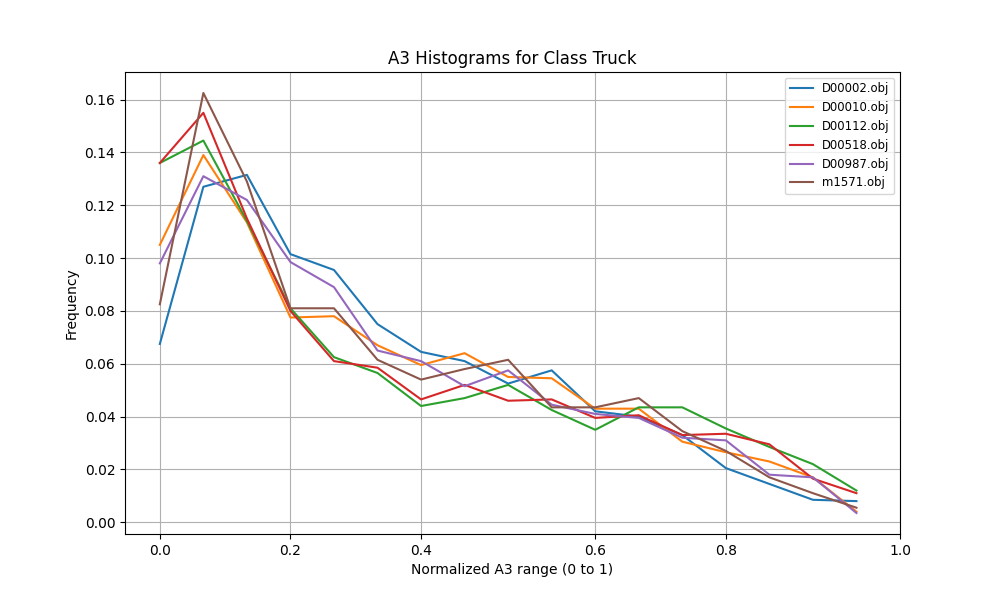 A3 Histograms for Class Truck
D00002.obj
D00010.obj
D00112.obj
D00518.obj
D00987.obj
m1571.obj
Frequency
0.16
0.14
0.12
0.10
0.08
0.06
0.04
0.02
0.00
0.0 0.2 0.4 0.6 0.8 1.0
Normalized A3 range (0 to 1)